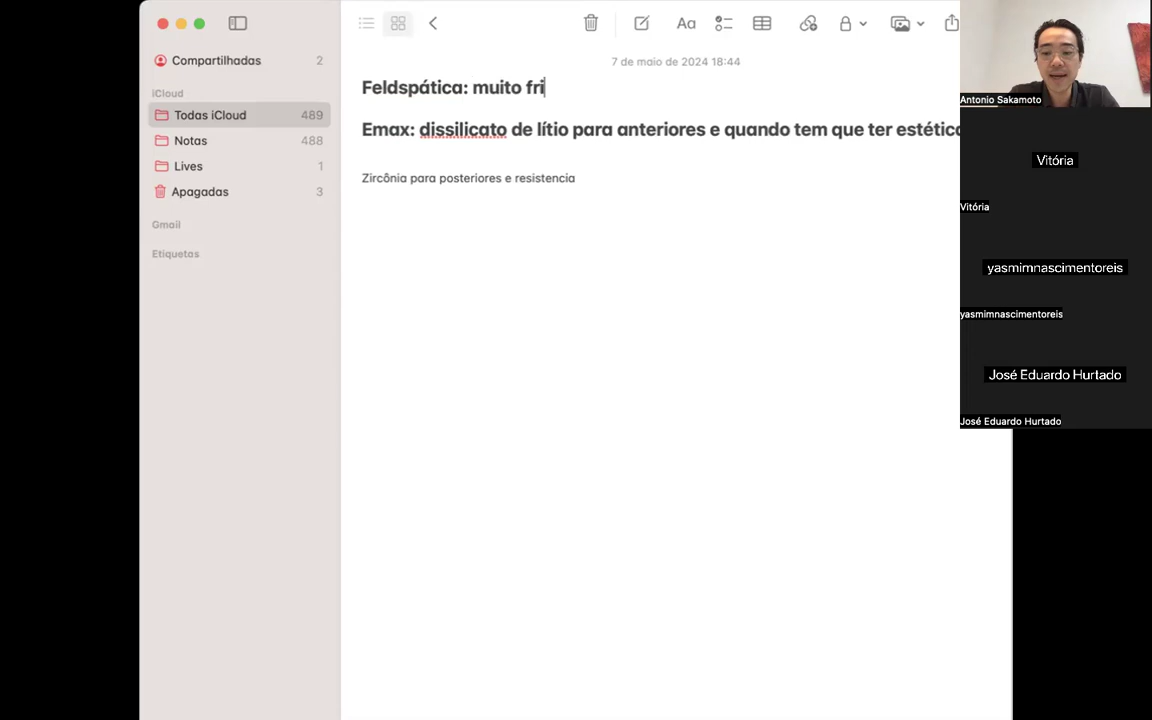 Compartilhadas 2
iCloud
Todas iCloud 489
Notas 488
Lives 1
Apagadas 3
Gmail
Etiquetas
Aa
7 de maio de 2024 18:44
Feldspática: muito fri
Emax: dissilicato de lítio para anteriores e quando tem que ter estética
Zircônia para posteriores e resistencia
Antonio Sakamoto
Vitória
Vitória
yasmimnascimentoreis
yasmimnascimentoreis
José Eduardo Hurtado
José Eduardo Hurtado